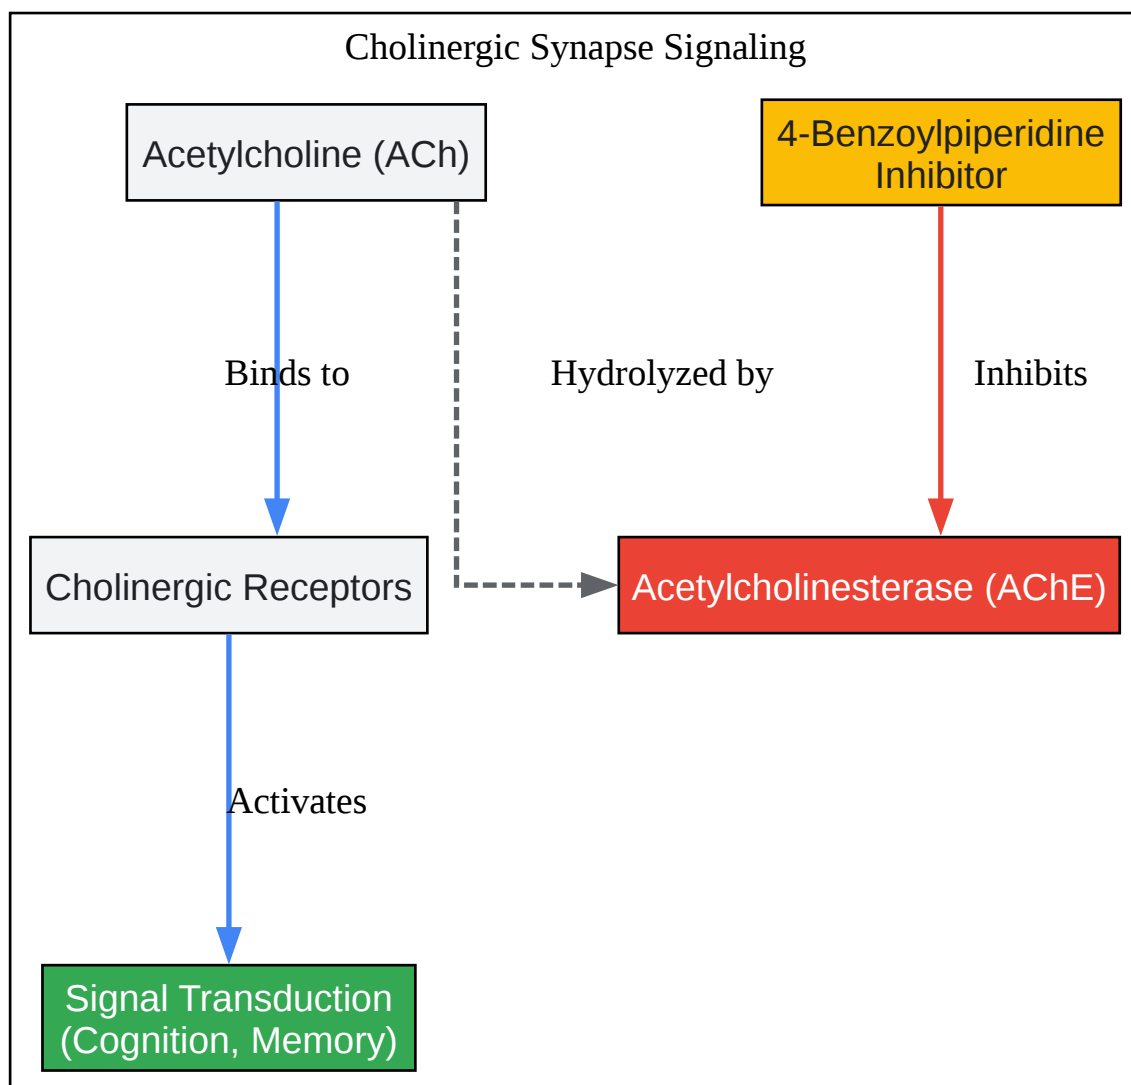 Cholinergic Synapse Signaling
Acetylcholine (ACh)
4-Benzoylpiperidine
Inhibitor
Binds to
Hydrolyzed by
Inhibits
Cholinergic Receptors
Acetylcholinesterase (AChE)
Activates
Signal Transduction
(Cognition, Memory)